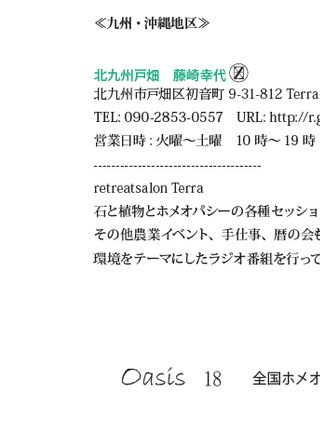 ≪九州・沖縄地区≫
北九州戸畑　藤崎幸代
北九州市戸畑区初音町 9-31-812 Terra
TEL: 090-2853-0557　URL: http://r.g
営業日時 : 火曜～土曜　10 時～ 19 時
--------------------------------------
retreatsalon Terra
石と植物とホメオパシーの各種セッショ
その他農業イベント、手仕事、暦の会も
環境をテーマにしたラジオ番組を行って
Oasis　18　全国ホメオ